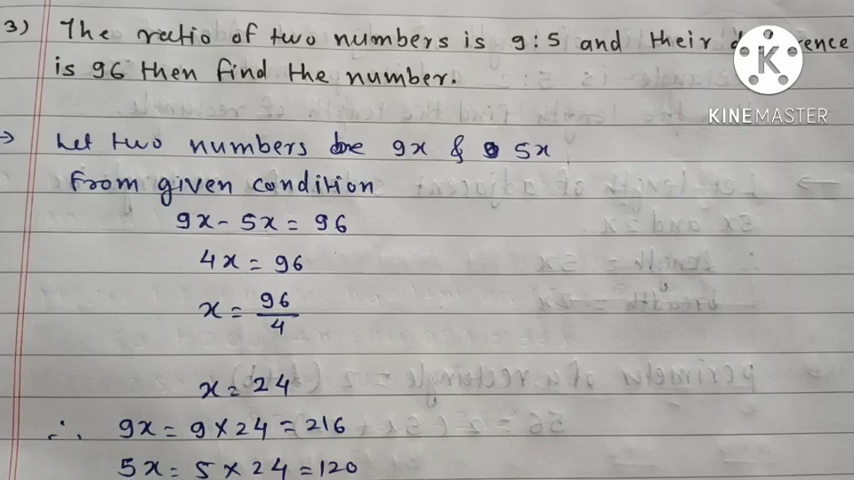 3) The ratio of two numbers is 9:5 and their
is 96 then find the number.
KINEMASTER
→ Let two numbers be 9x & 5x
From given condition
9x - 5x = 96
4x = 96
x = 96/4
x = 24
∴ 9x = 9 × 24 = 216
5x = 5 × 24 = 120